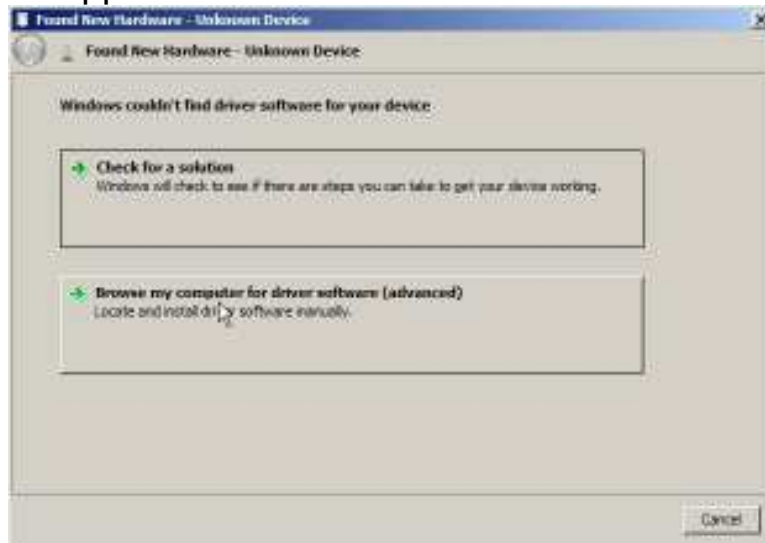 Found New Hardware - Unknown Device
Found New Hardware - Unknown Device
Windows couldn't find driver software for your device
Check for a solution
Windows will check to see if there are steps you can take to get your device working.
Browse my computer for driver software (advanced)
Locate and install driver software manually.
Cancel